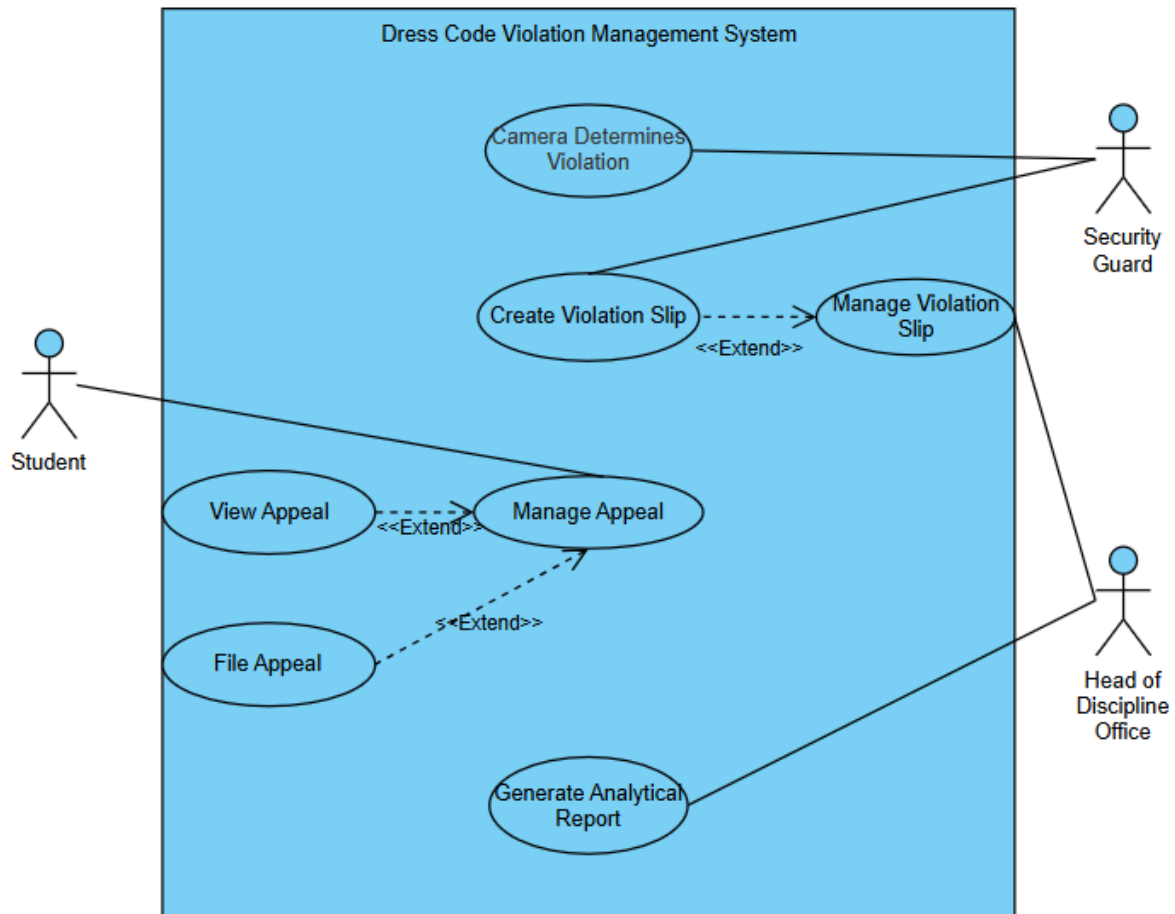 Dress Code Violation Management System
Camera Determines
Violation
Security
Guard
Create Violation Slip
<<Extend>>
Manage Violation
Slip
Student
View Appeal
<<Extend>>
Manage Appeal
<<Extend>>
File Appeal
Head of
Discipline
Office
Generate Analytical
Report